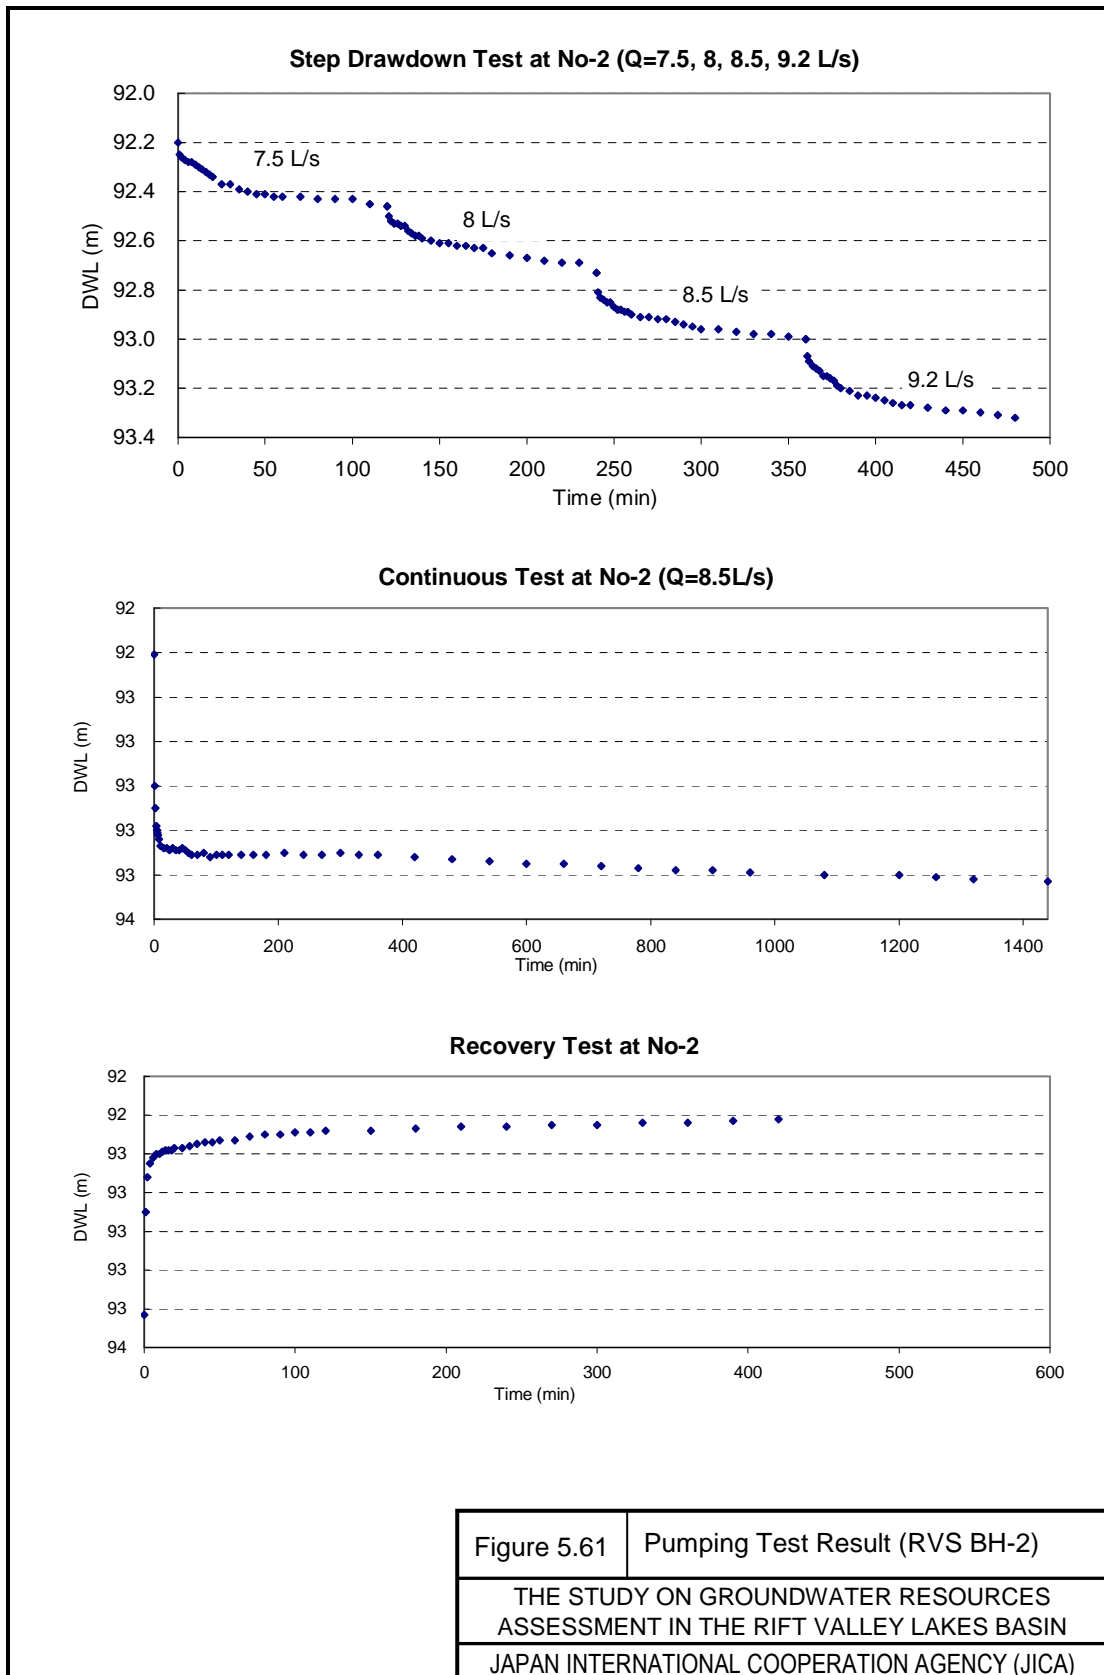 Step Drawdown Test at No-2 (Q=7.5, 8, 8.5, 9.2 L/s)
92.0
92.2
92.4
92.6
92.8
93.0
93.2
93.4
DWL (m)
7.5 L/s
8 L/s
8.5 L/s
9.2 L/s
0 50 100 150 200 250 300 350 400 450 500
Time (min)
Continuous Test at No-2 (Q=8.5L/s)
92
92
93
93
93
93
93
94
DWL (m)
0 200 400 600 800 1000 1200 1400
Time (min)
Recovery Test at No-2
92
92
93
93
93
93
93
94
DWL (m)
0 100 200 300 400 500 600
Time (min)
Figure 5.61 Pumping Test Result (RVS BH-2)
THE STUDY ON GROUNDWATER RESOURCES
ASSESSMENT IN THE RIFT VALLEY LAKES BASIN
JAPAN INTERNATIONAL COOPERATION AGENCY (JICA)